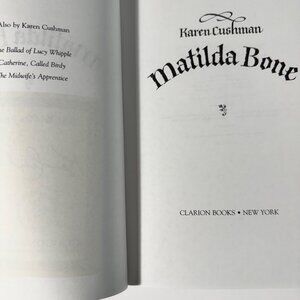 Also by Karen Cushman
he Ballad of Lucy Whipple
Catherine, Called Birdy
The Midwife's Apprentice
Karen Cushman
Matilda Bone
CLARION BOOKS • NEW YORK